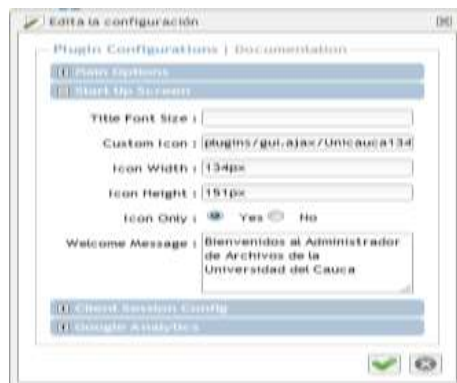 Edita la configuración
Plugin Configurations | Documentation
Main Options
Start Up Screen
Title Font Size :
Custom Icon : plugins/gui.ajax/Unicauca134
Icon Width : 134px
Icon Height : 151px
Icon Only : Yes No
Welcome Message : Bienvenidos al Administrador
de Archivos de la
Universidad del Cauca
Client Session Config
Google Analytics